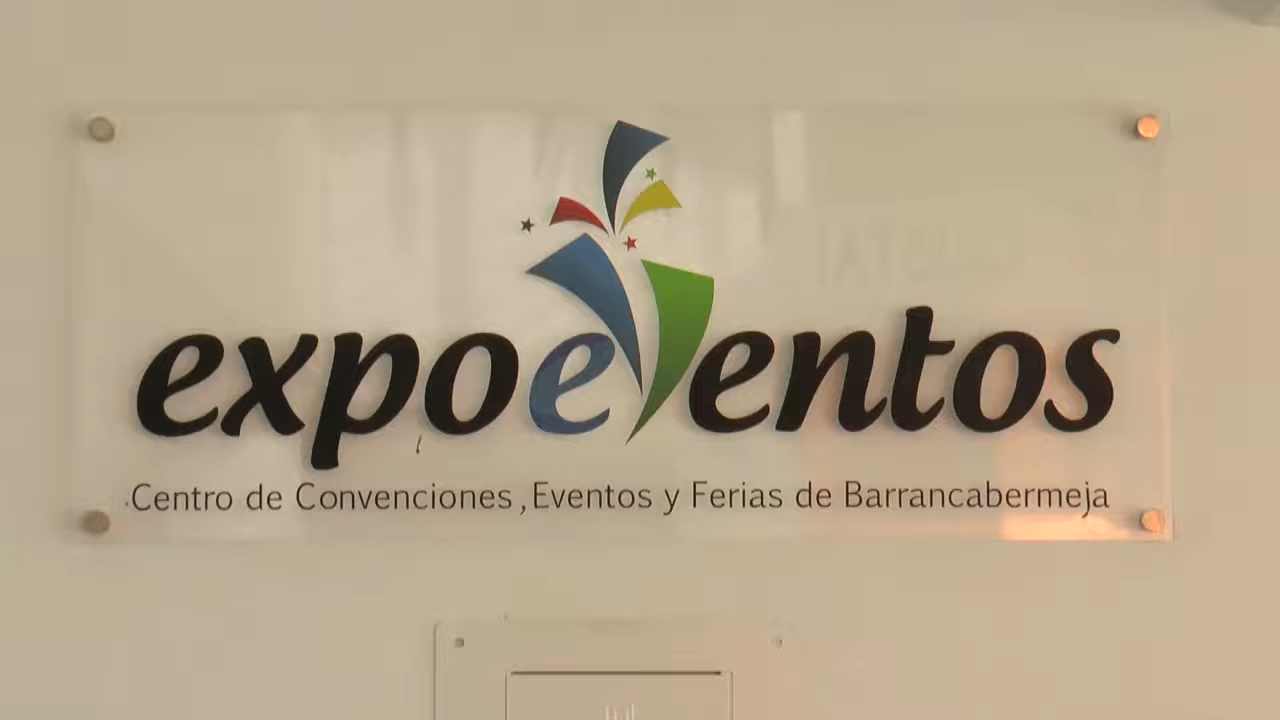 expoeventos
Centro de Convenciones, Eventos y Ferias de Barrancabermeja